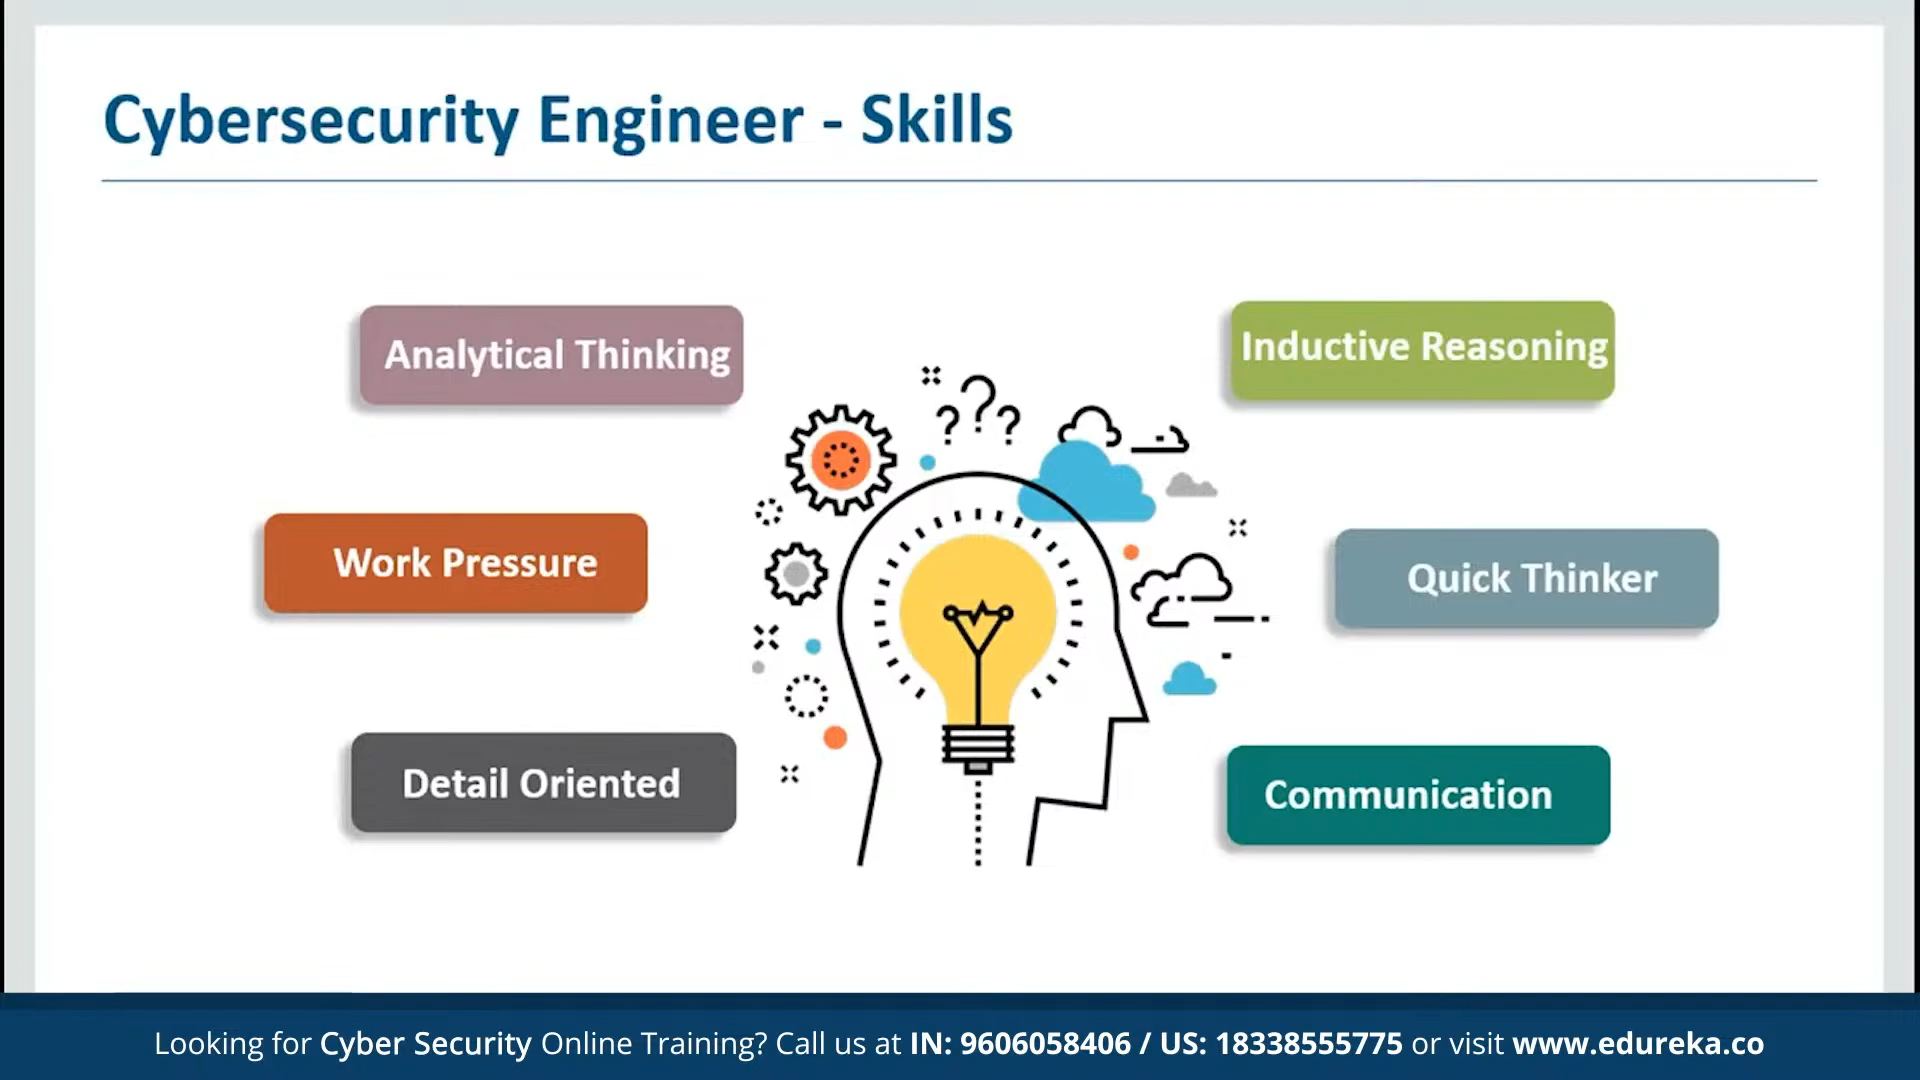 Cybersecurity Engineer - Skills
Analytical Thinking
Inductive Reasoning
Work Pressure
Quick Thinker
Detail Oriented
Communication
Looking for Cyber Security Online Training? Call us at IN: 9606058406 / US: 18338555775 or visit www.edureka.co